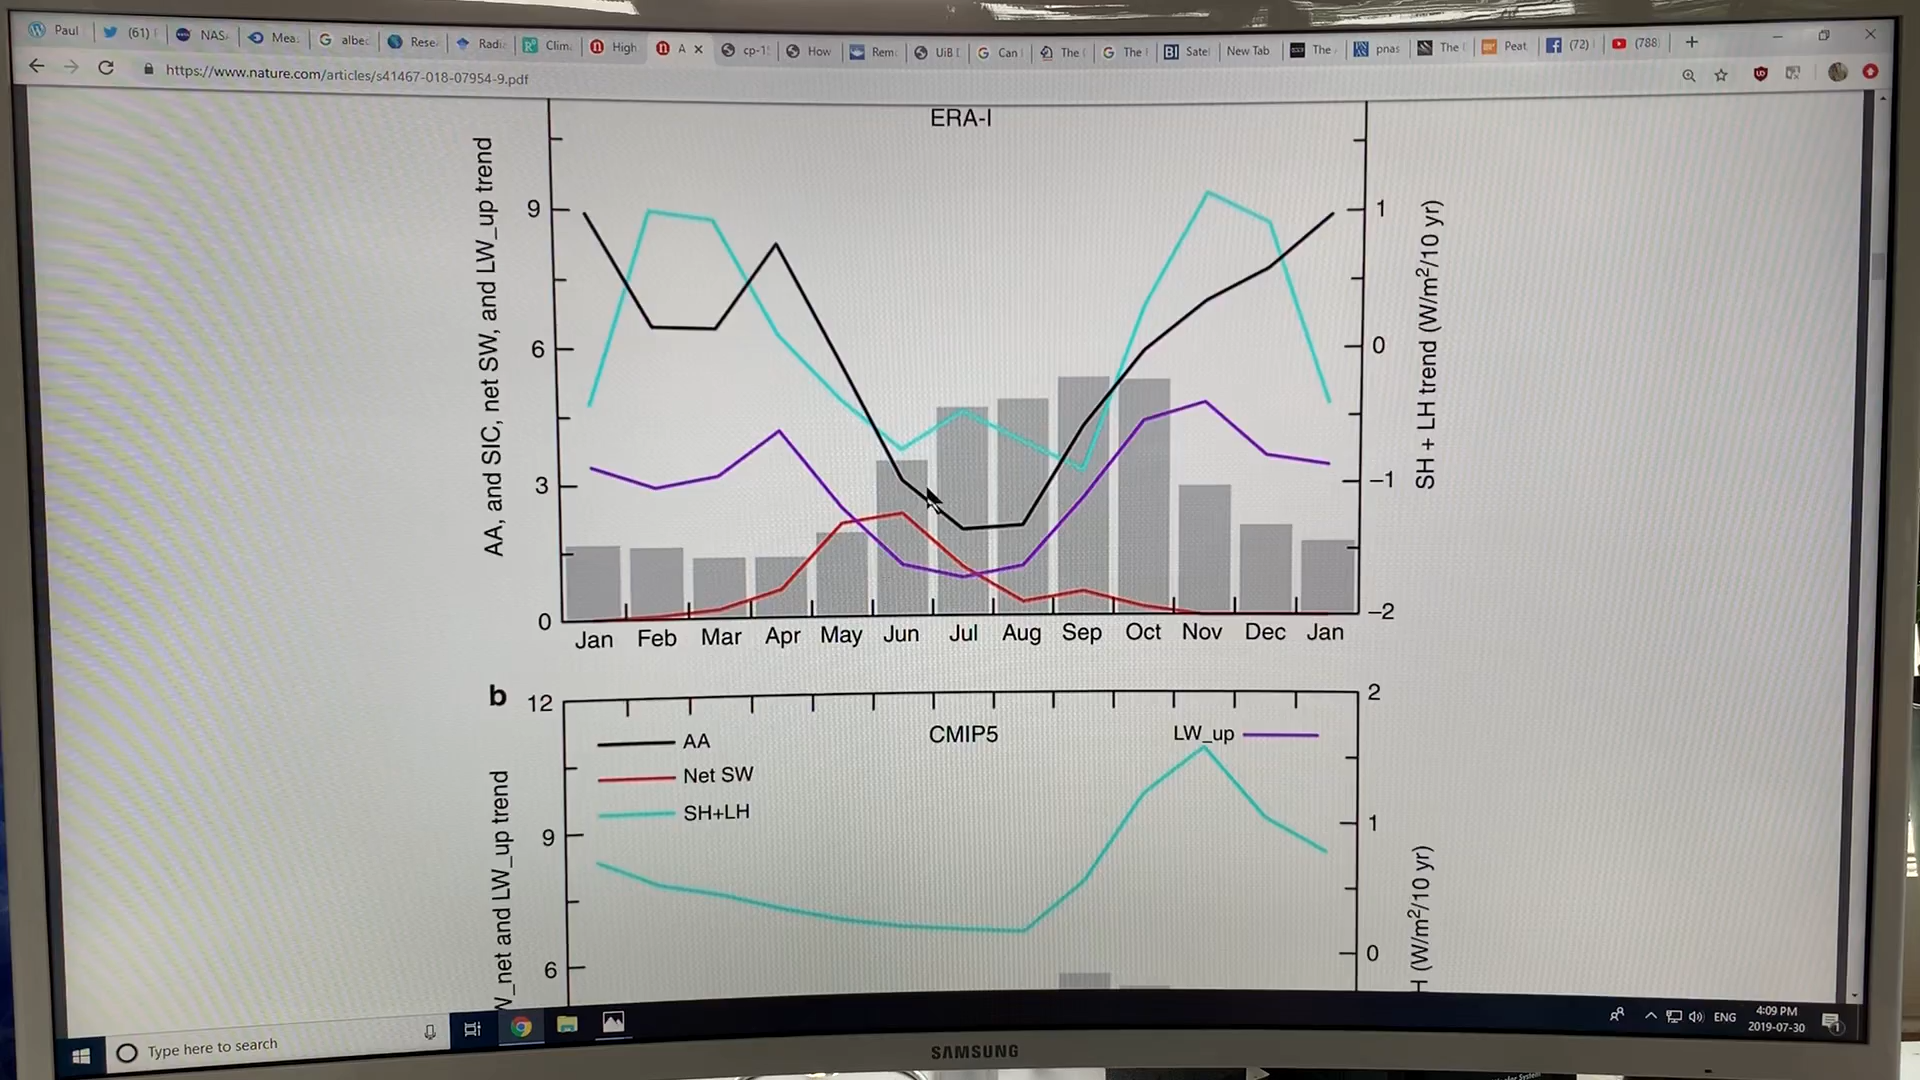 Paul (61) NAS Mea: G albe Rese Radi Clim High A × cp-1 How Rem UiB G Can The G The BI Sate New Tab The pnas The Peat (72) (788) +
https://www.nature.com/articles/s41467-018-07954-9.pdf
ERA-I
AA, and SIC, net SW, and LW_up trend
9
6
3
0
1
0
−1
−2
SH + LH trend (W/m²/10 yr)
Jan Feb Mar Apr May Jun Jul Aug Sep Oct Nov Dec Jan
b
12
9
6
2
1
0
CMIP5
AA
Net SW
SH+LH
LW_up
W_net and LW_up trend
H (W/m²/10 yr)
Type here to search
ENG
4:09 PM
2019-07-30
SAMSUNG